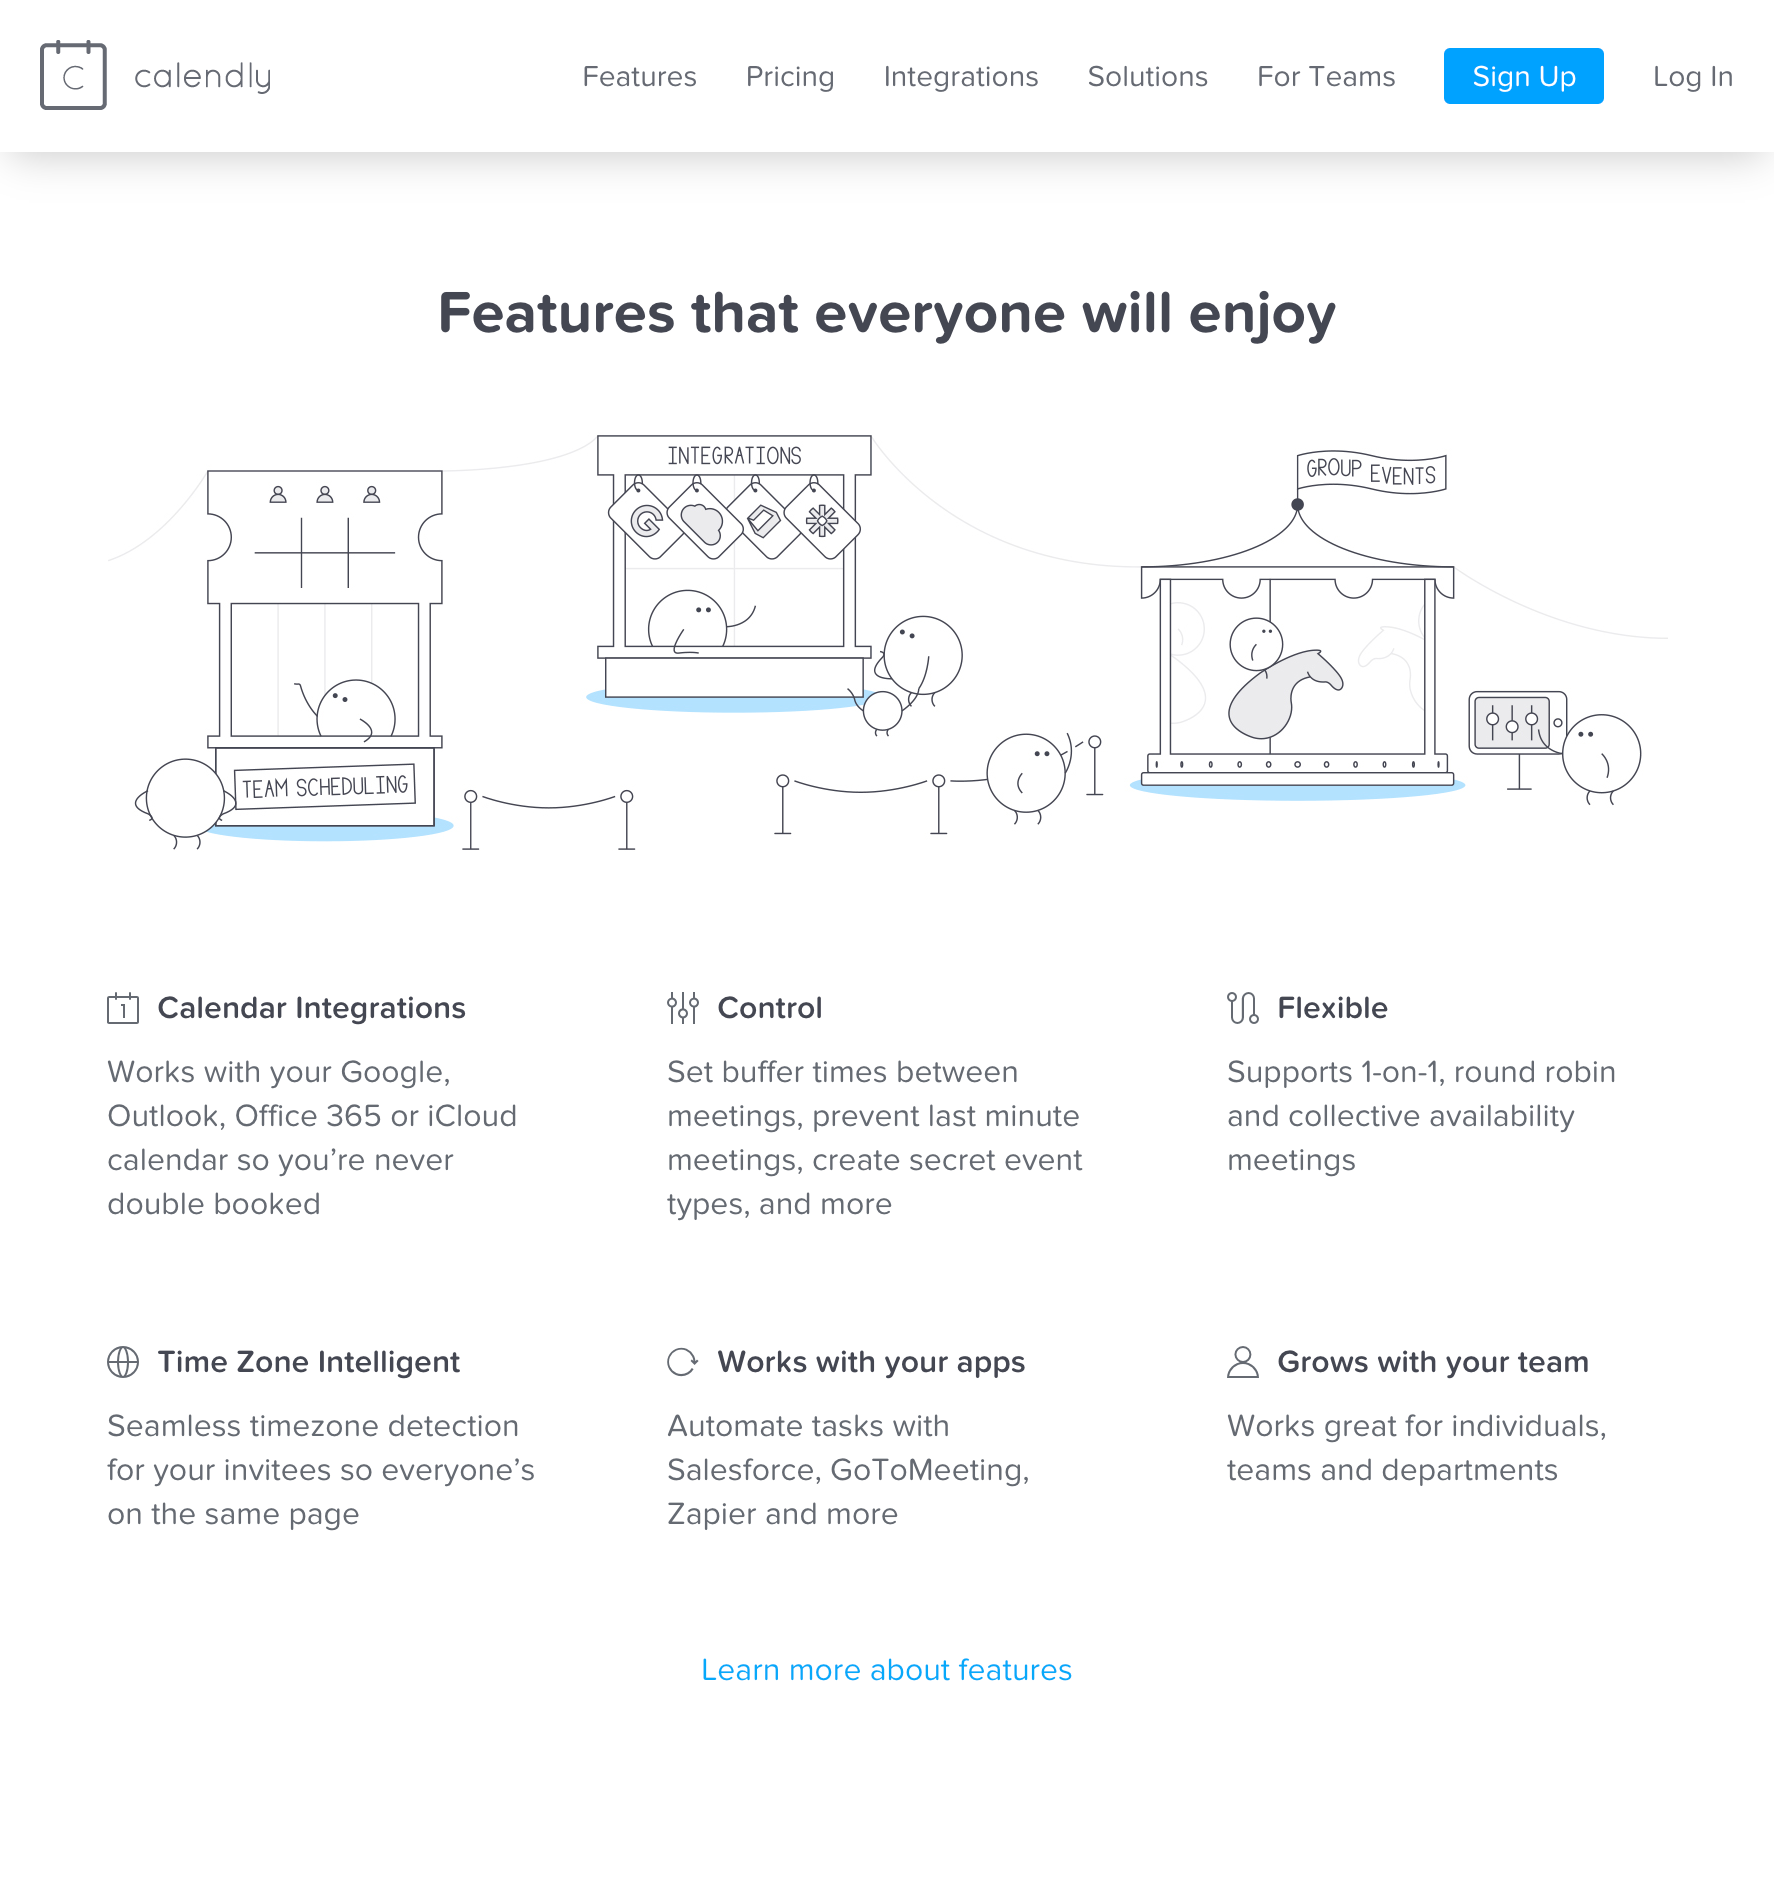 C calendly Features Pricing Integrations Solutions For Teams Sign Up Log In
Features that everyone will enjoy
INTEGRATIONS
GROUP EVENTS
G
TEAM SCHEDULING
1 Calendar Integrations
Works with your Google,
Outlook, Office 365 or iCloud
calendar so you’re never
double booked
Control
Set buffer times between
meetings, prevent last minute
meetings, create secret event
types, and more
Flexible
Supports 1-on-1, round robin
and collective availability
meetings
Time Zone Intelligent
Seamless timezone detection
for your invitees so everyone’s
on the same page
Works with your apps
Automate tasks with
Salesforce, GoToMeeting,
Zapier and more
Grows with your team
Works great for individuals,
teams and departments
Learn more about features